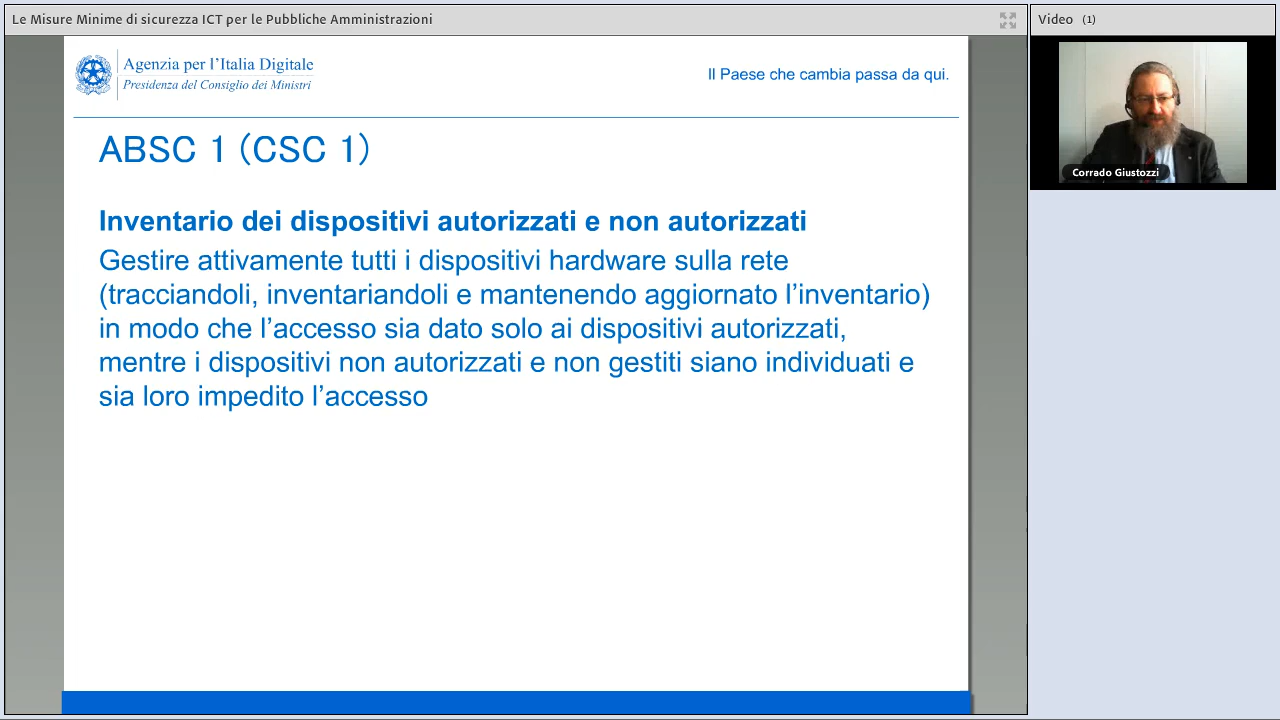 Le Misure Minime di sicurezza ICT per le Pubbliche Amministrazioni
Video (1)
Agenzia per l'Italia Digitale
Presidenza del Consiglio dei Ministri
Il Paese che cambia passa da qui.
Corrado Giustozzi
ABSC 1 (CSC 1)
Inventario dei dispositivi autorizzati e non autorizzati
Gestire attivamente tutti i dispositivi hardware sulla rete
(tracciandoli, inventariandoli e mantenendo aggiornato l’inventario)
in modo che l’accesso sia dato solo ai dispositivi autorizzati,
mentre i dispositivi non autorizzati e non gestiti siano individuati e
sia loro impedito l’accesso